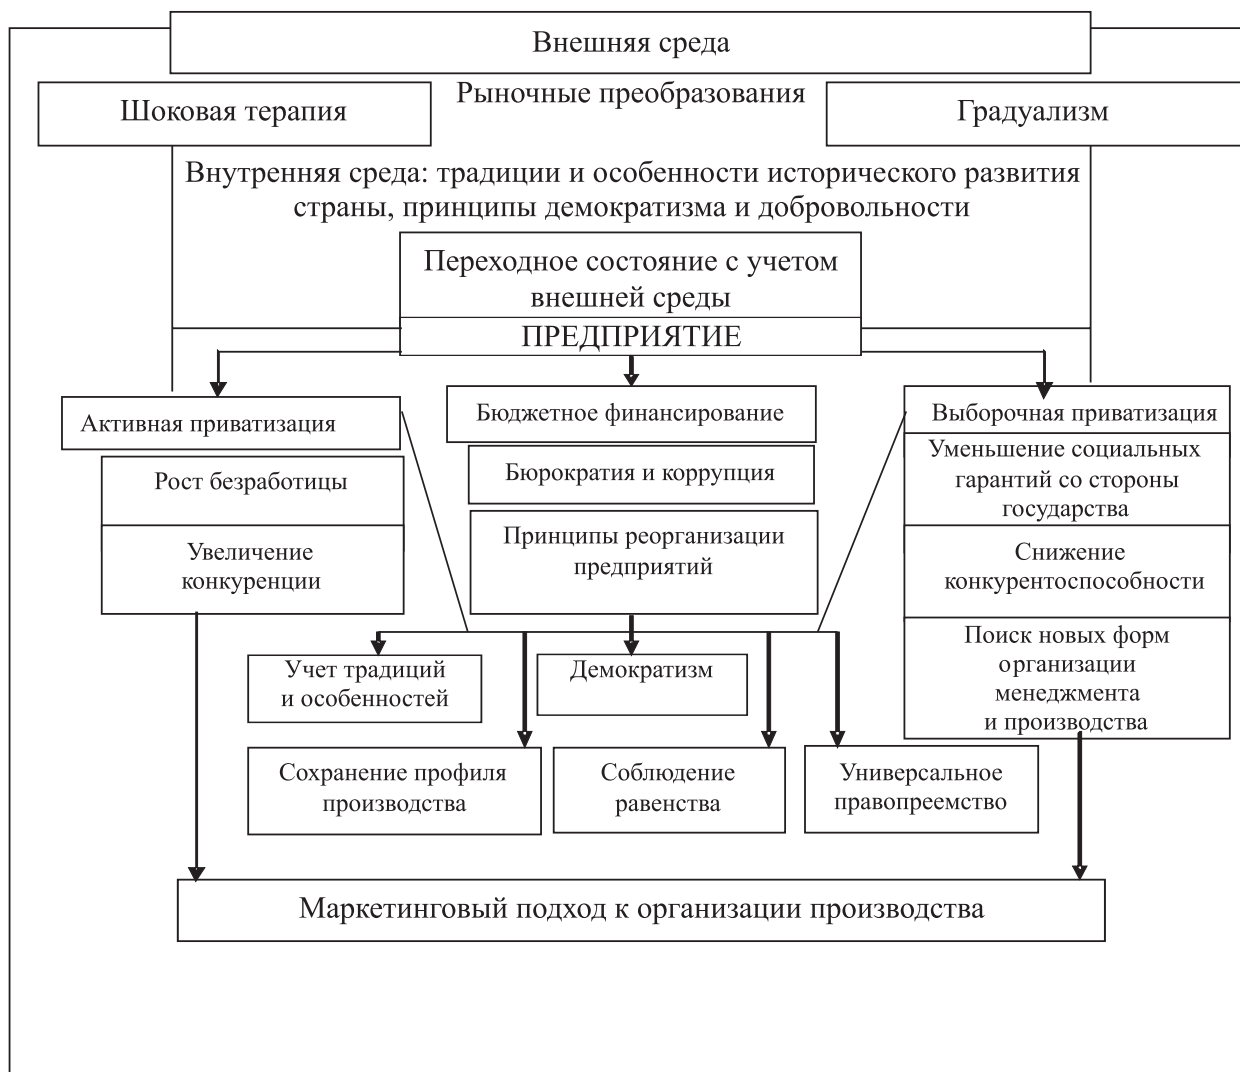 Внешняя среда
Рыночные преобразования
Шоковая терапия
Градуализм
Внутренняя среда: традиции и особенности исторического развития
страны, принципы демократизма и добровольности
Переходное состояние с учетом
внешней среды
ПРЕДПРИЯТИЕ
Активная приватизация
Рост безработицы
Увеличение
конкуренции
Бюджетное финансирование
Бюрократия и коррупция
Принципы реорганизации
предприятий
Выборочная приватизация
Уменьшение социальных
гарантий со стороны
государства
Снижение
конкурентоспособности
Поиск новых форм
организации
менеджмента
и производства
Учет традиций
и особенностей
Демократизм
Сохранение профиля
производства
Соблюдение
равенства
Универсальное
правопреемство
Маркетинговый подход к организации производства